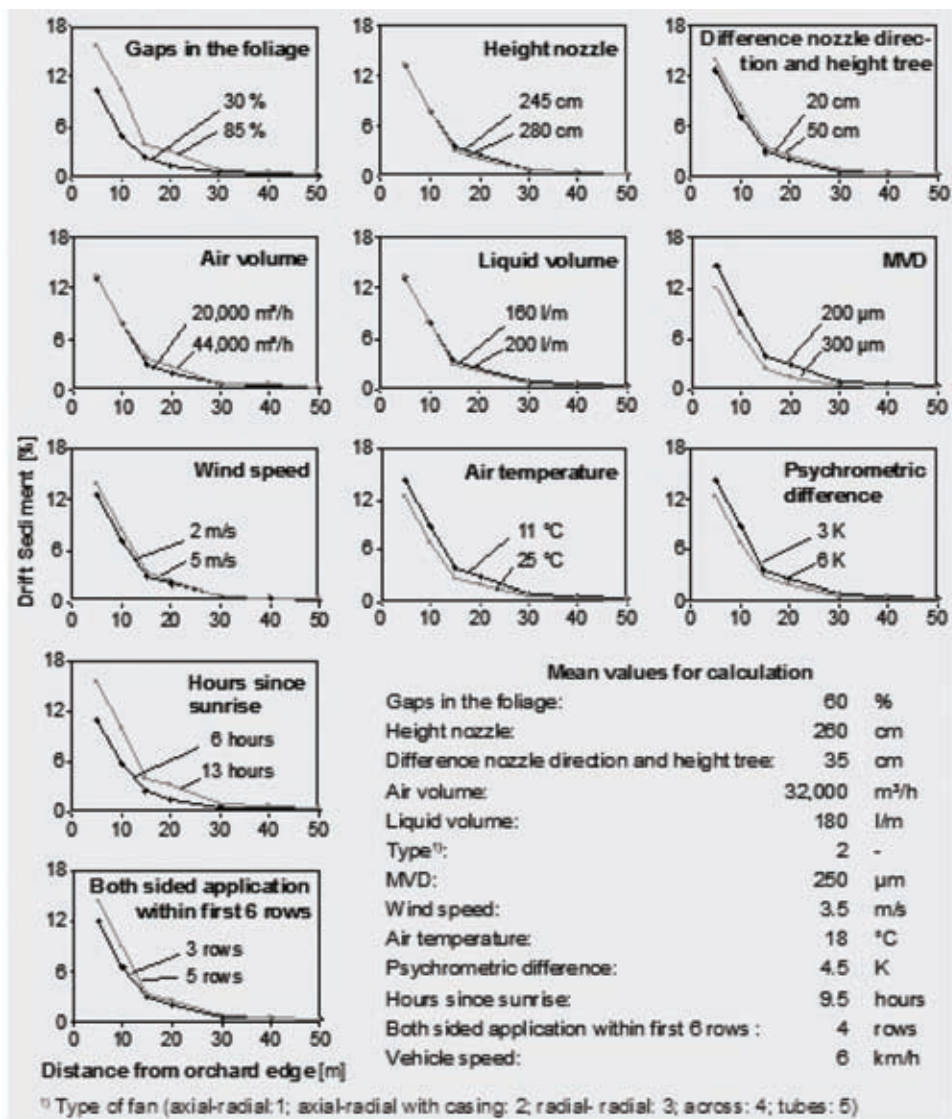 18
12
6
0
0 10 20 30 40 50
Gaps in the foliage
30 %
85 %
18
12
6
0
0 10 20 30 40 50
Height nozzle
245 cm
280 cm
18
12
6
0
0 10 20 30 40 50
Difference nozzle direc-
tion and height tree
20 cm
50 cm
18
12
6
0
0 10 20 30 40 50
Air volume
20,000 m³/h
44,000 m³/h
18
12
6
0
0 10 20 30 40 50
Liquid volume
160 l/m
200 l/m
18
12
6
0
0 10 20 30 40 50
MVD
200 µm
300 µm
Drift Sediment [%]
18
12
6
0
0 10 20 30 40 50
Wind speed
2 m/s
5 m/s
18
12
6
0
0 10 20 30 40 50
Air temperature
11 °C
25 °C
18
12
6
0
0 10 20 30 40 50
Psychrometric
difference
3 K
6 K
18
12
6
0
0 10 20 30 40 50
Hours since
sunrise
6 hours
13 hours
18
12
6
0
0 10 20 30 40 50
Both sided application
within first 6 rows
3 rows
5 rows
Distance from orchard edge [m]
Mean values for calculation
Gaps in the foliage: 60 %
Height nozzle: 260 cm
Difference nozzle direction and height tree: 35 cm
Air volume: 32,000 m³/h
Liquid volume: 180 l/m
Type¹⁾: 2 -
MVD: 250 µm
Wind speed: 3.5 m/s
Air temperature: 18 °C
Psychrometric difference: 4.5 K
Hours since sunrise: 9.5 hours
Both sided application within first 6 rows : 4 rows
Vehicle speed: 6 km/h
¹⁾ Type of fan (axial-radial:1; axial-radial with casing: 2; radial- radial: 3; across: 4; tubes: 5)